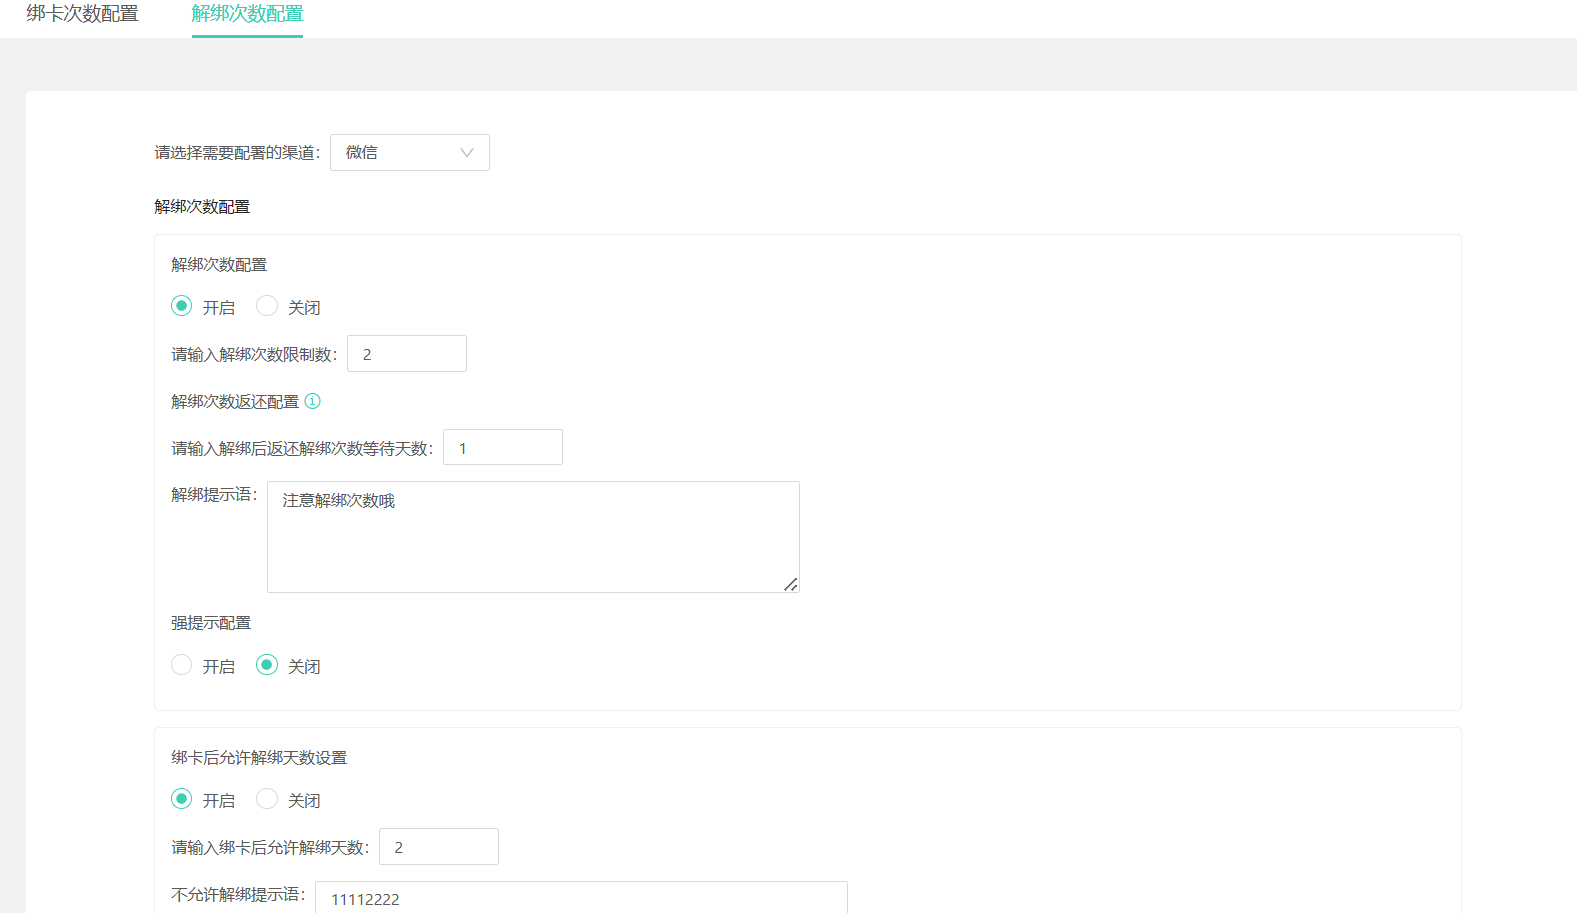 绑卡次数配置 解绑次数配置
请选择需要配署的渠道： 微信
解绑次数配置
解绑次数配置
开启 关闭
请输入解绑次数限制数： 2
解绑次数返还配置
请输入解绑后返还解绑次数等待天数： 1
解绑提示语： 注意解绑次数哦
强提示配置
开启 关闭
绑卡后允许解绑天数设置
开启 关闭
请输入绑卡后允许解绑天数： 2
不允许解绑提示语： 11112222